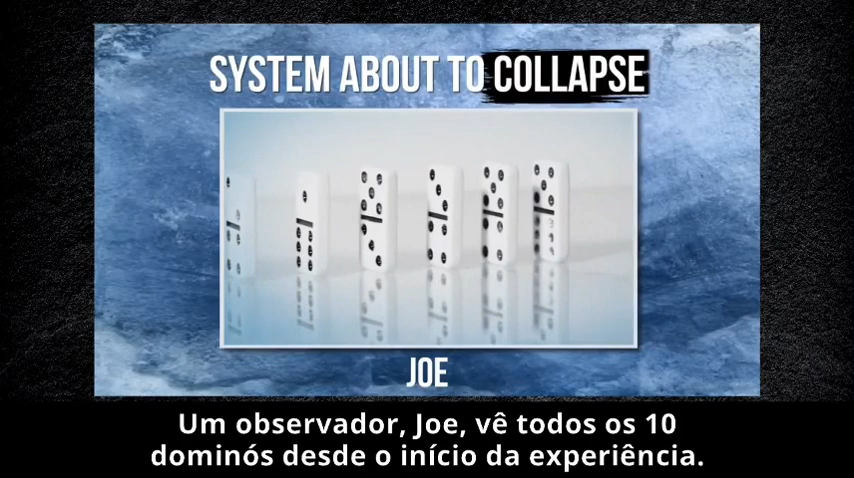 SYSTEM ABOUT TO COLLAPSE
JOE
Um observador, Joe, vê todos os 10
dominós desde o início da experiência.